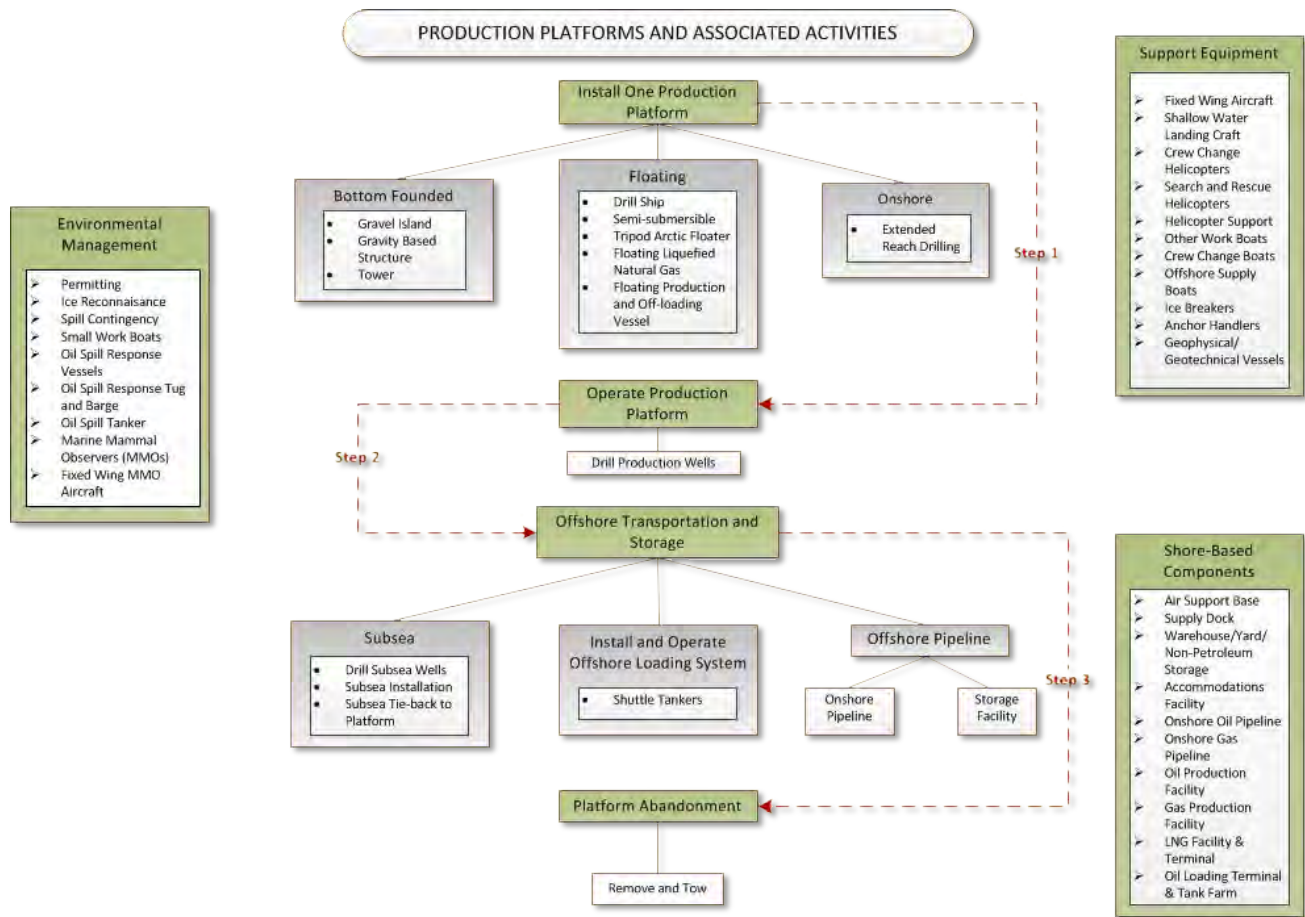 PRODUCTION PLATFORMS AND ASSOCIATED ACTIVITIES
Install One Production
Platform
Bottom Founded
Gravel Island
Gravity Based
Structure
Tower
Floating
Drill Ship
Semi-submersible
Tripod Arctic Floater
Floating Liquefied
Natural Gas
Floating Production
and Off-loading
Vessel
Onshore
Extended
Reach Drilling
Step 1
Operate Production
Platform
Drill Production Wells
Step 2
Offshore Transportation and
Storage
Subsea
Drill Subsea Wells
Subsea Installation
Subsea Tie-back to
Platform
Install and Operate
Offshore Loading System
Shuttle Tankers
Offshore Pipeline
Onshore
Pipeline
Storage
Facility
Step 3
Platform Abandonment
Remove and Tow
Environmental
Management
Permitting
Ice Reconnaisance
Spill Contingency
Small Work Boats
Oil Spill Response
Vessels
Oil Spill Response Tug
and Barge
Oil Spill Tanker
Marine Mammal
Observers (MMOs)
Fixed Wing MMO
Aircraft
Support Equipment
Fixed Wing Aircraft
Shallow Water
Landing Craft
Crew Change
Helicopters
Search and Rescue
Helicopters
Helicopter Support
Other Work Boats
Crew Change Boats
Offshore Supply
Boats
Ice Breakers
Anchor Handlers
Geophysical/
Geotechnical Vessels
Shore-Based
Components
Air Support Base
Supply Dock
Warehouse/Yard/
Non-Petroleum
Storage
Accommodations
Facility
Onshore Oil Pipeline
Onshore Gas
Pipeline
Oil Production
Facility
Gas Production
Facility
LNG Facility &
Terminal
Oil Loading Terminal
& Tank Farm